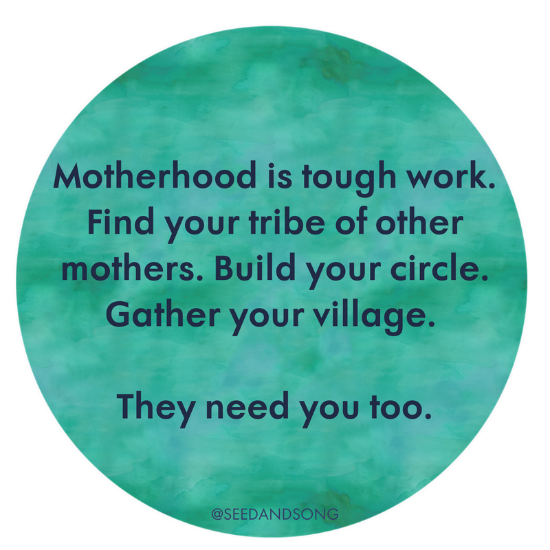 Motherhood is tough work.
Find your tribe of other
mothers. Build your circle.
Gather your village.
They need you too.
@SEEDANDSONG